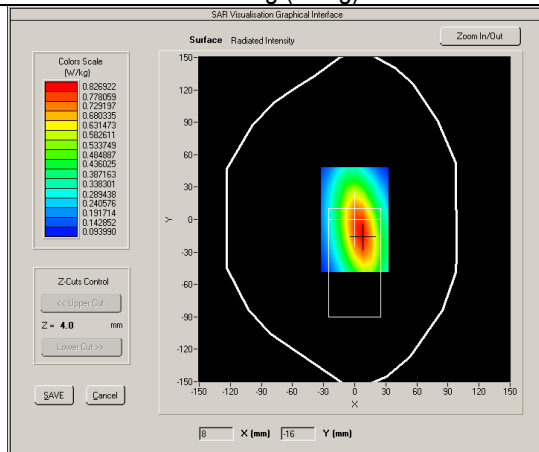 SAR Visualisation Graphical Interface
Surface Radiated Intensity
Zoom In/Out
Colors Scale
(W/kg)
0.826922
0.778059
0.729197
0.680335
0.631473
0.582611
0.533749
0.484887
0.436025
0.387163
0.338301
0.289438
0.240576
0.191714
0.142852
0.093990
Z-Cuts Control
<< Upper Cut
Z = 4.0 mm
Lower Cut >>
SAVE
Cancel
150
120
90
60
30
0
-30
-60
-90
-120
-150
Y
-150 -120 -90 -60 -30 0 30 60 90 120 150
X
8 X (mm) -16 Y (mm)